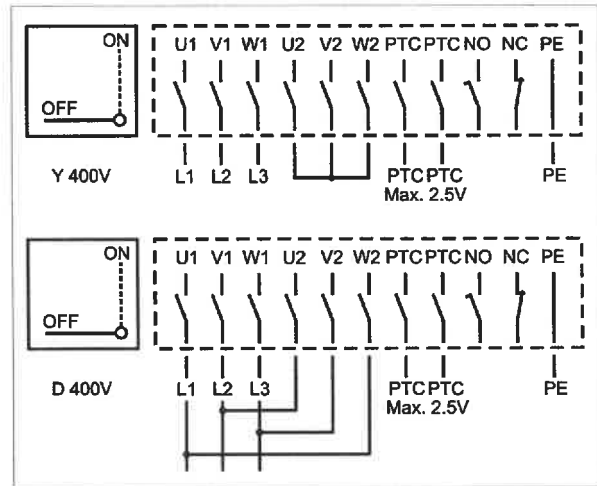 ON
OFF
Y 400V
U1 V1 W1 U2 V2 W2 PTC PTC NO NC PE
L1 L2 L3 PTC PTC PE
Max. 2.5V
ON
OFF
D 400V
U1 V1 W1 U2 V2 W2 PTC PTC NO NC PE
L1 L2 L3 PTC PTC PE
Max. 2.5V